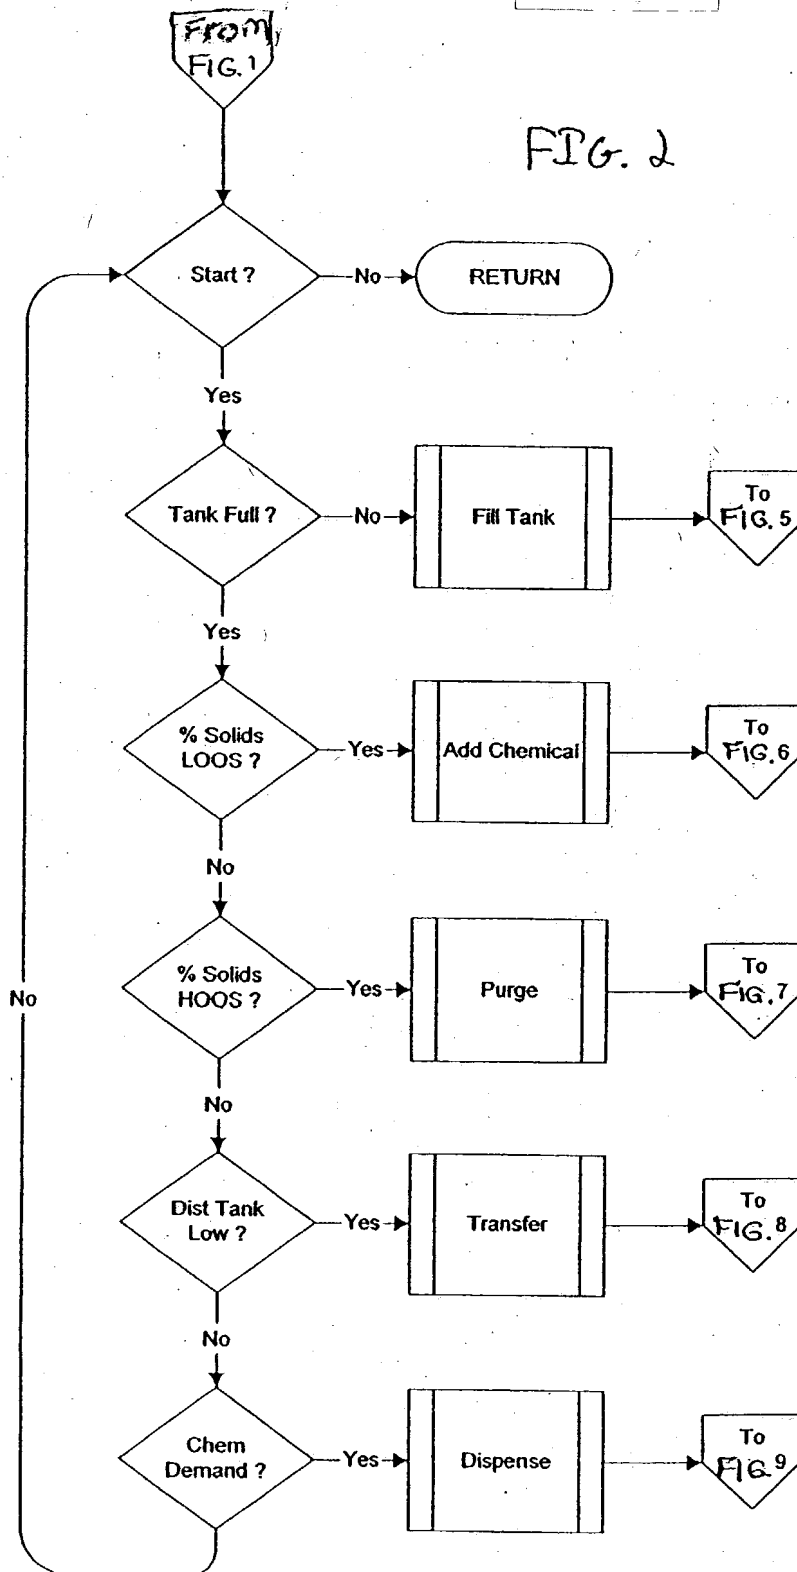 From
FIG. 1
FIG. 2
Start ?
No
RETURN
Yes
Tank Full ?
No
Fill Tank
To
FIG. 5
Yes
% Solids
LOOS ?
Yes
Add Chemical
To
FIG. 6
No
% Solids
HOOS ?
Yes
Purge
To
FIG. 7
No
No
Dist Tank
Low ?
Yes
Transfer
To
FIG. 8
No
Chem
Demand ?
Yes
Dispense
To
FIG 9